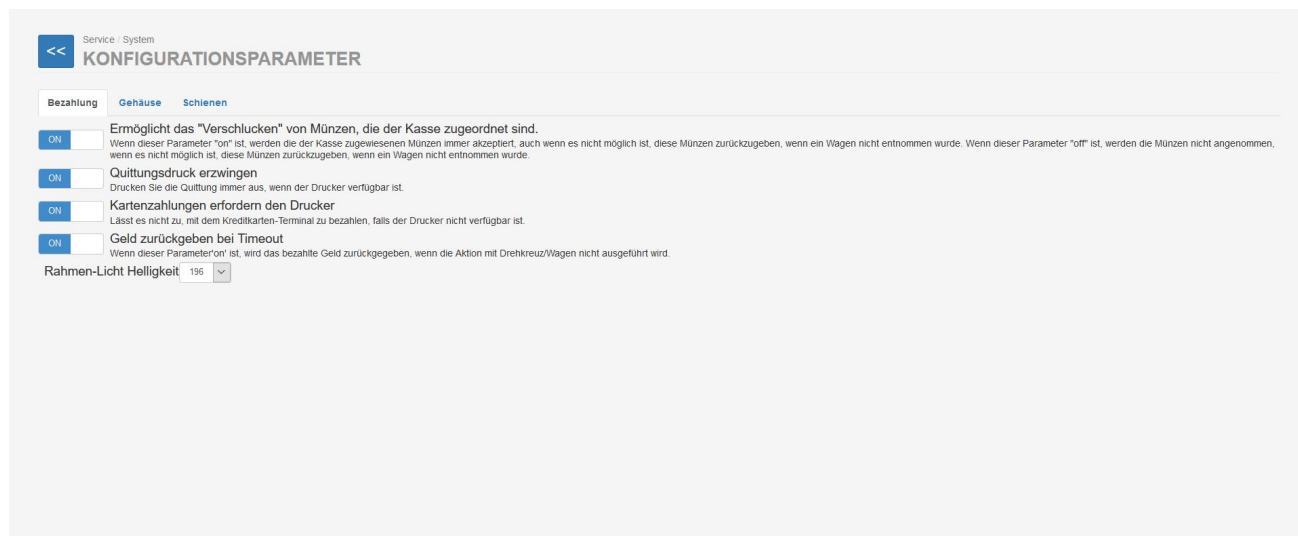 <<
Service / System
KONFIGURATIONSPARAMETER
Bezahlung Gehäuse Schienen
ON
Ermöglicht das "Verschlucken" von Münzen, die der Kasse zugeordnet sind.
Wenn dieser Parameter "on" ist, werden die der Kasse zugewiesenen Münzen immer akzeptiert, auch wenn es nicht möglich ist, diese Münzen zurückzugeben, wenn ein Wagen nicht entnommen wurde. Wenn dieser Parameter "off" ist, werden die Münzen nicht angenommen,
wenn es nicht möglich ist, diese Münzen zurückzugeben, wenn ein Wagen nicht entnommen wurde.
ON
Quittungsdruck erzwingen
Drucken Sie die Quittung immer aus, wenn der Drucker verfügbar ist.
ON
Kartenzahlungen erfordern den Drucker
Lässt es nicht zu, mit dem Kreditkarten-Terminal zu bezahlen, falls der Drucker nicht verfügbar ist.
ON
Geld zurückgeben bei Timeout
Wenn dieser Parameter'on' ist, wird das bezahlte Geld zurückgegeben, wenn die Aktion mit Drehkreuz/Wagen nicht ausgeführt wird.
Rahmen-Licht Helligkeit 196